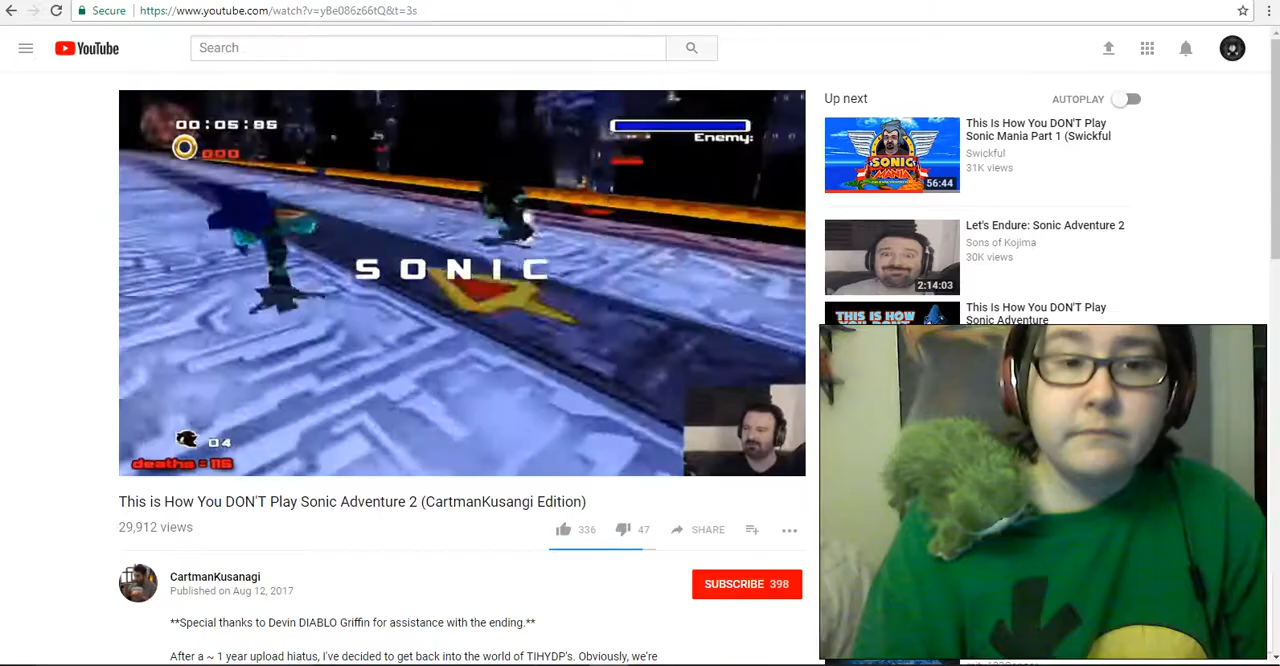 Secure
https://www.youtube.com/watch?v=yBe086z66tQ&t=3s
YouTube
Search
00:05:85
000
Enemy:
SONIC
04
deaths = 115
Up next
AUTOPLAY
SONIC
MANIA
56:44
This Is How You DON'T Play
Sonic Mania Part 1 (Swickful
Swickful
31K views
2:14:03
Let's Endure: Sonic Adventure 2
Sons of Kojima
30K views
THIS IS HOW
This Is How You DON'T Play
Sonic Adventure
This is How You DON'T Play Sonic Adventure 2 (CartmanKusangi Edition)
29,912 views
336
47
SHARE
CartmanKusanagi
Published on Aug 12, 2017
SUBSCRIBE 398
**Special thanks to Devin DIABLO Griffin for assistance with the ending.**
After a ~ 1 year upload hiatus, I've decided to get back into the world of TIHYDP's. Obviously, we're